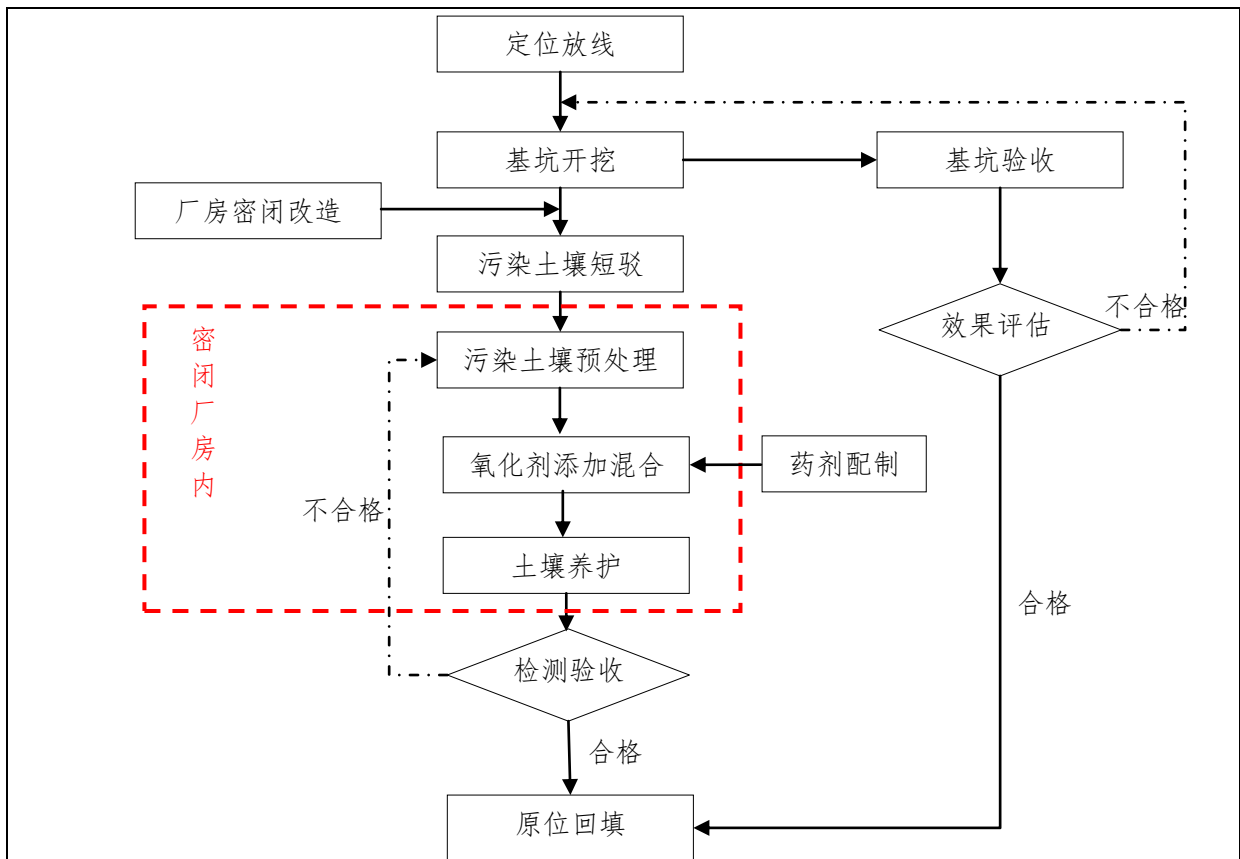 定位放线
基坑开挖
基坑验收
厂房密闭改造
污染土壤短驳
效果评估
不合格
密闭厂房内
污染土壤预处理
氧化剂添加混合
药剂配制
不合格
土壤养护
合格
检测验收
合格
原位回填